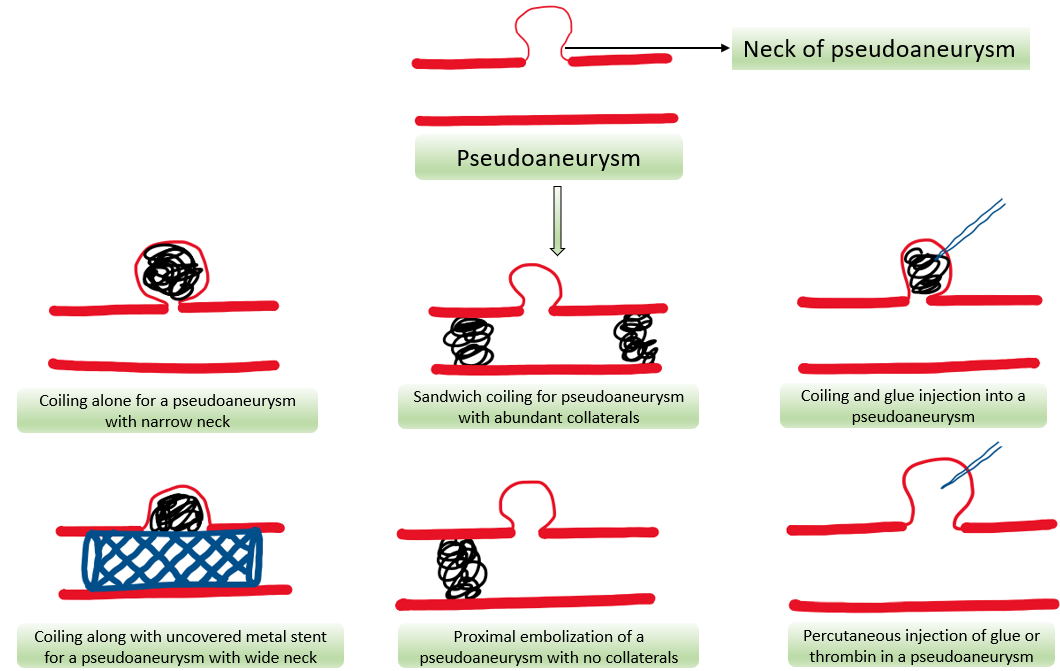 Neck of pseudoaneurysm
Pseudoaneurysm
Coiling alone for a pseudoaneurysm
with narrow neck
Sandwich coiling for pseudoaneurysm
with abundant collaterals
Coiling and glue injection into a
pseudoaneurysm
Coiling along with uncovered metal stent
for a pseudoaneurysm with wide neck
Proximal embolization of a
pseudoaneurysm with no collaterals
Percutaneous injection of glue or
thrombin in a pseudoaneurysm